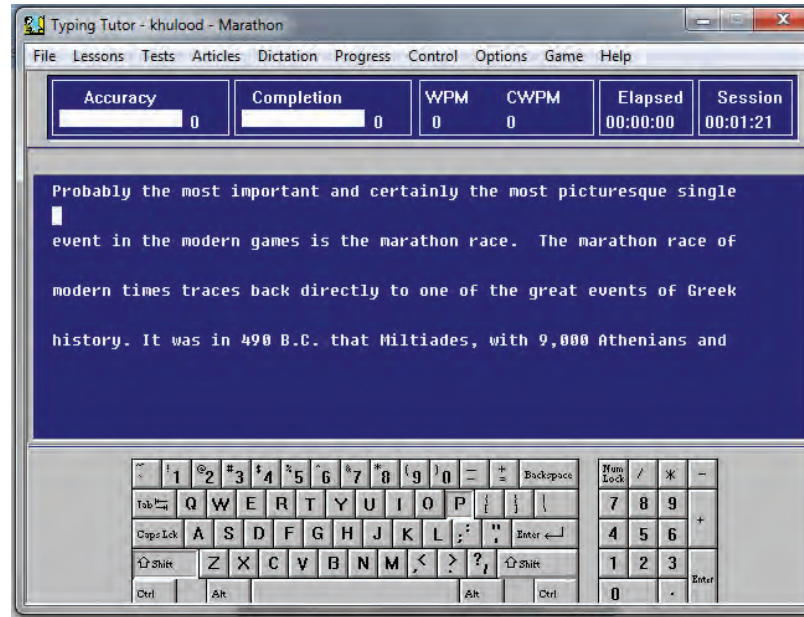 Typing Tutor - khulood - Marathon
File Lessons Tests Articles Dictation Progress Control Options Game Help
Accuracy Completion WPM CWPM Elapsed Session
0 0 0 0 00:00:00 00:01:21
Probably the most important and certainly the most picturesque single
event in the modern games is the marathon race. The marathon race of
modern times traces back directly to one of the great events of Greek
history. It was in 490 B.C. that Miltiades, with 9,000 Athenians and
~ ` ! 1 @ 2 # 3 $ 4 % 5 ^ 6 & 7 * 8 ( 9 ) 0 _ - + = Backspace Num Lock / * -
Tab Q W E R T Y U I O P { [ } ] \ 7 8 9 +
Caps Lck A S D F G H J K L : ; " ' Enter 4 5 6
Shift Z X C V B N M < , > . ? / Shift 1 2 3 Enter
Ctrl Alt Alt Ctrl 0 .